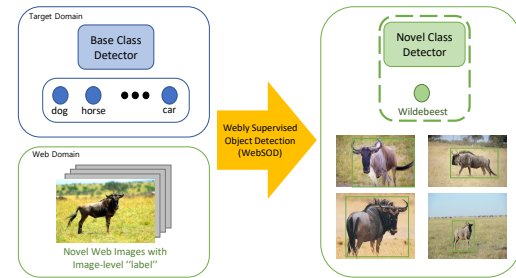 Target Domain
Base Class
Detector
dog
horse
car
Web Domain
Novel Web Images with
Image-level "label"
Webly Supervised
Object Detection
(WebSOD)
Novel Class
Detector
Wildebeest